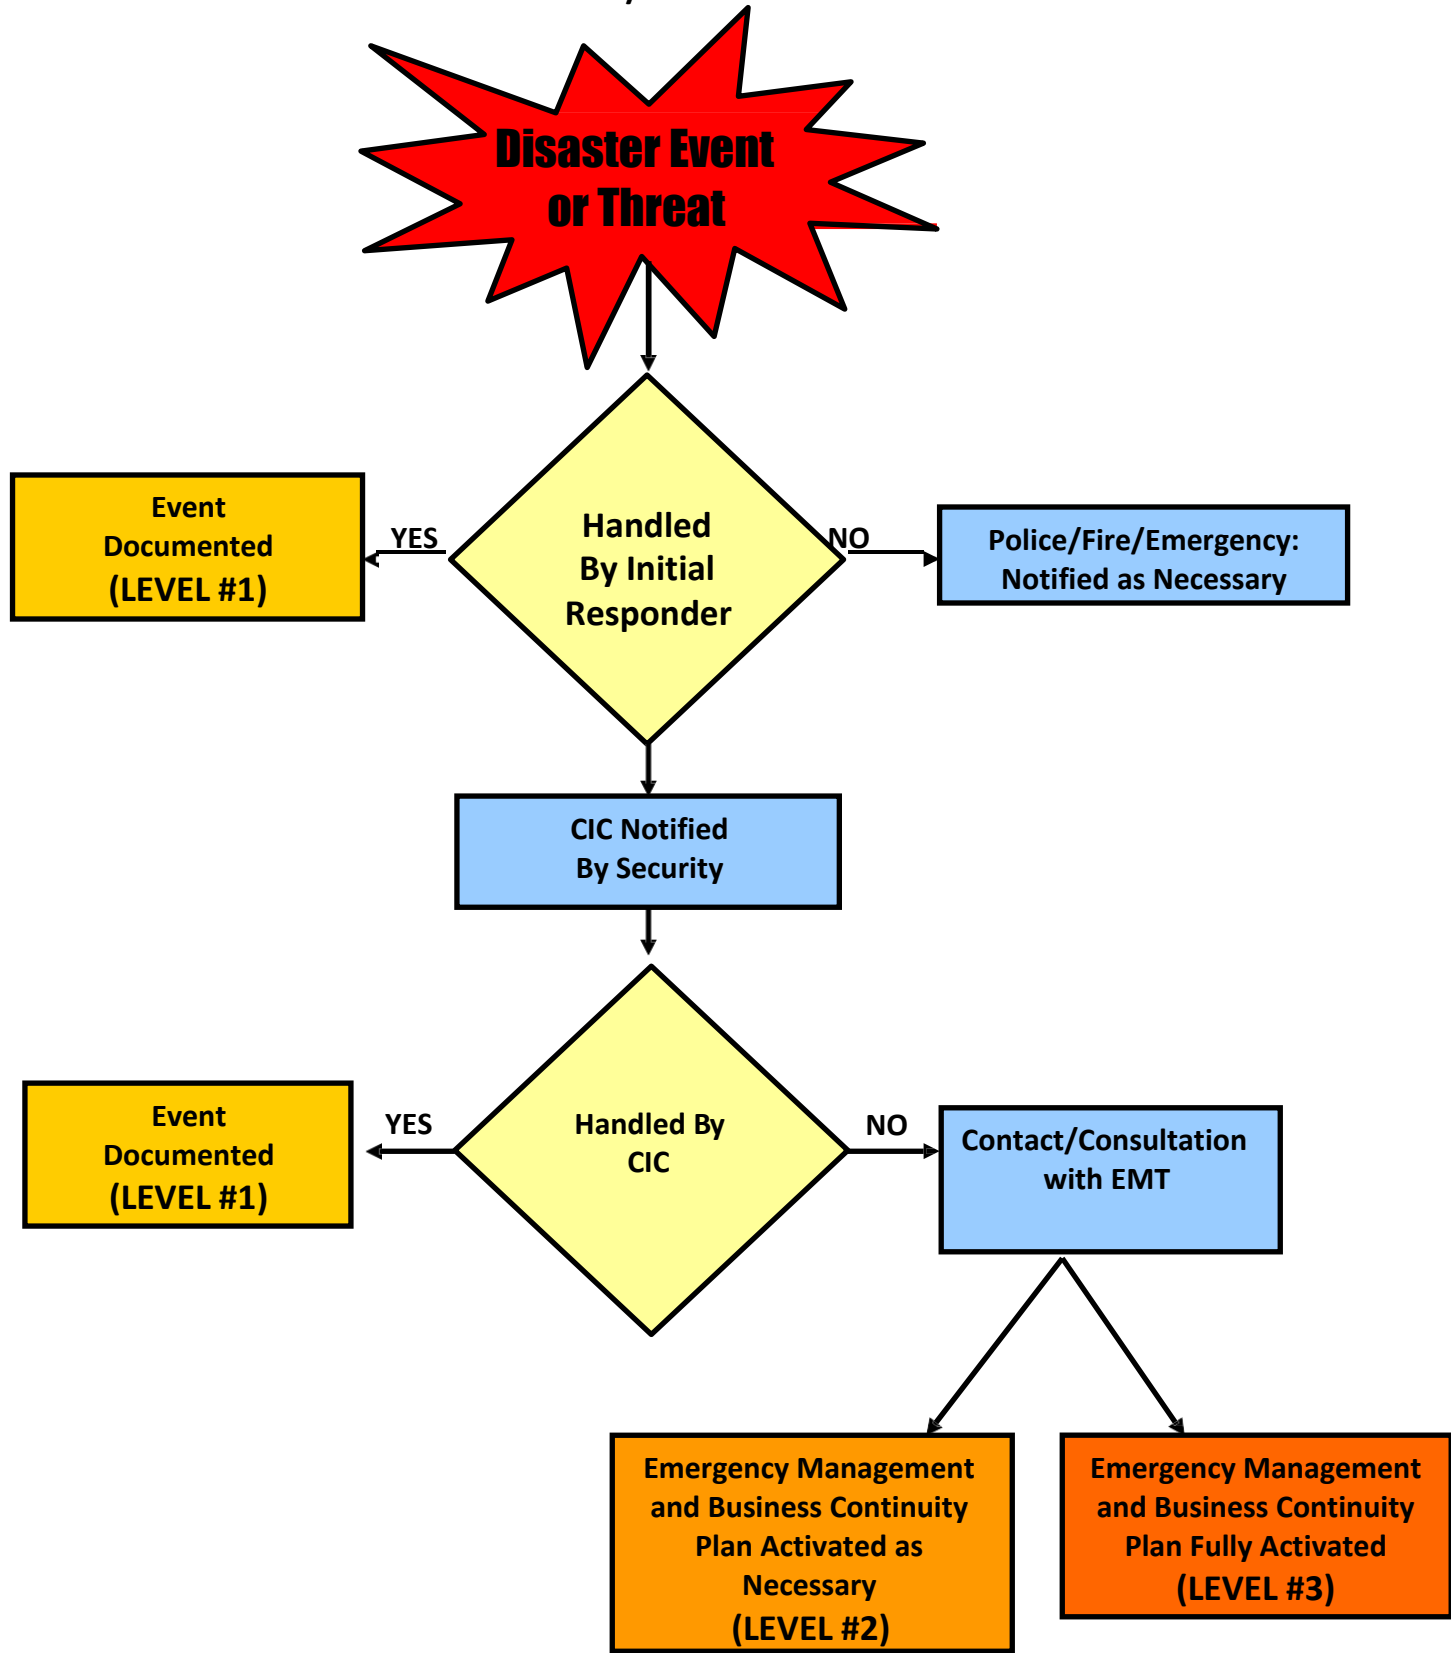 Disaster Event
or Threat
Event
Documented
(LEVEL #1)
YES
Handled
By Initial
Responder
NO
Police/Fire/Emergency:
Notified as Necessary
CIC Notified
By Security
Event
Documented
(LEVEL #1)
YES
Handled By
CIC
NO
Contact/Consultation
with EMT
Emergency Management
and Business Continuity
Plan Activated as
Necessary
(LEVEL #2)
Emergency Management
and Business Continuity
Plan Fully Activated
(LEVEL #3)